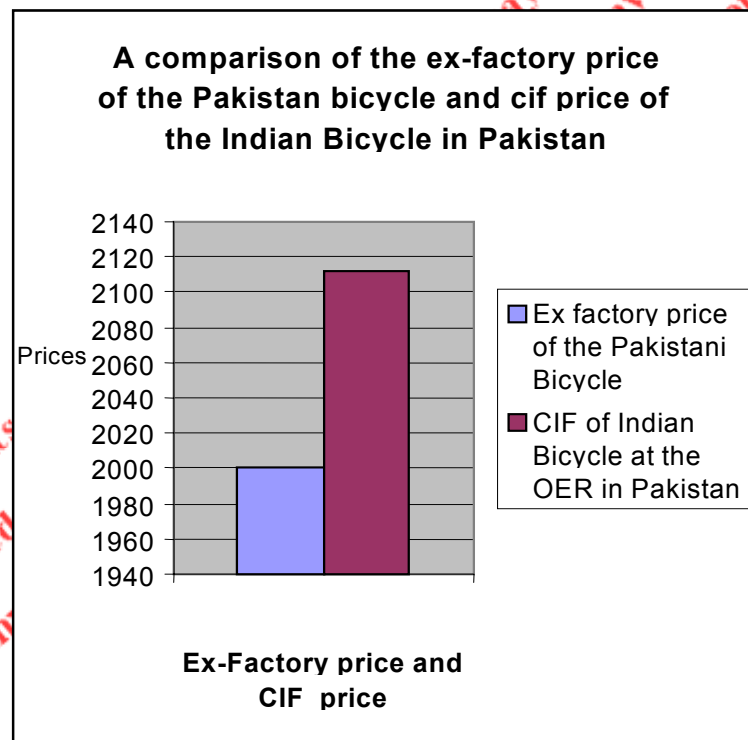 A comparison of the ex-factory price
of the Pakistan bicycle and cif price of
the Indian Bicycle in Pakistan
2140
2120
2100
2080
2060
2040
2020
2000
1980
1960
1940
Prices
Ex factory price
of the Pakistani
Bicycle
CIF of Indian
Bicycle at the
OER in Pakistan
Ex-Factory price and
CIF price